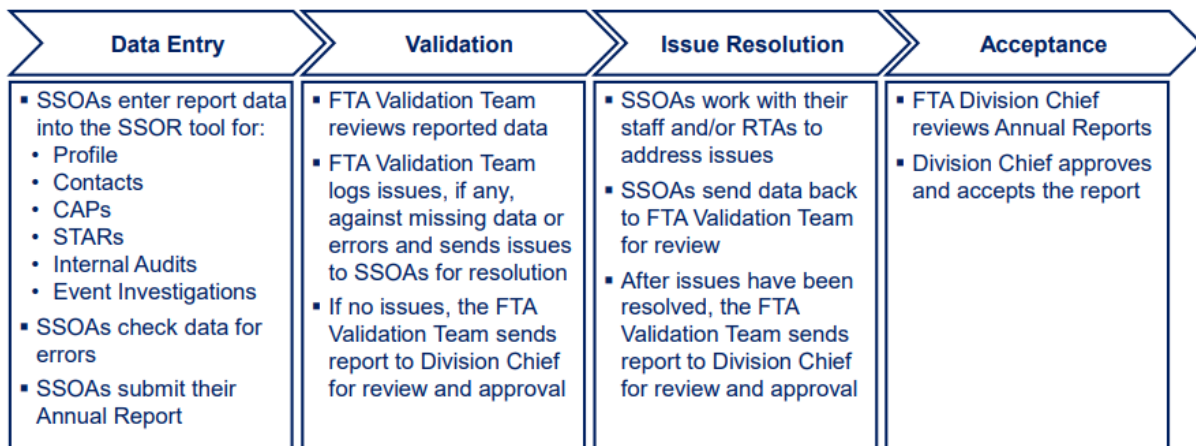 Data Entry
Validation
Issue Resolution
Acceptance
▪ SSOAs enter report data
into the SSOR tool for:
• Profile
• Contacts
• CAPs
• STARs
• Internal Audits
• Event Investigations
▪ SSOAs check data for
errors
▪ SSOAs submit their
Annual Report
▪ FTA Validation Team
reviews reported data
▪ FTA Validation Team
logs issues, if any,
against missing data or
errors and sends issues
to SSOAs for resolution
▪ If no issues, the FTA
Validation Team sends
report to Division Chief
for review and approval
▪ SSOAs work with their
staff and/or RTAs to
address issues
▪ SSOAs send data back
to FTA Validation Team
for review
▪ After issues have been
resolved, the FTA
Validation Team sends
report to Division Chief
for review and approval
▪ FTA Division Chief
reviews Annual Reports
▪ Division Chief approves
and accepts the report